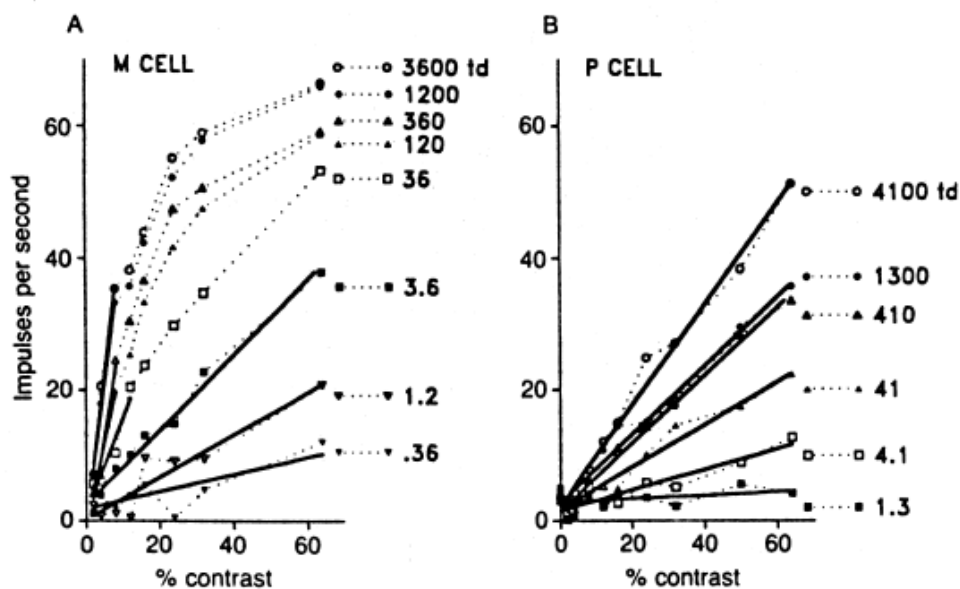 A
M CELL
3600 td
1200
360
120
36
3.6
1.2
.36
Impulses per second
60
40
20
0
0 20 40 60
% contrast
B
P CELL
4100 td
1300
410
41
4.1
1.3
60
40
20
0
0 20 40 60
% contrast